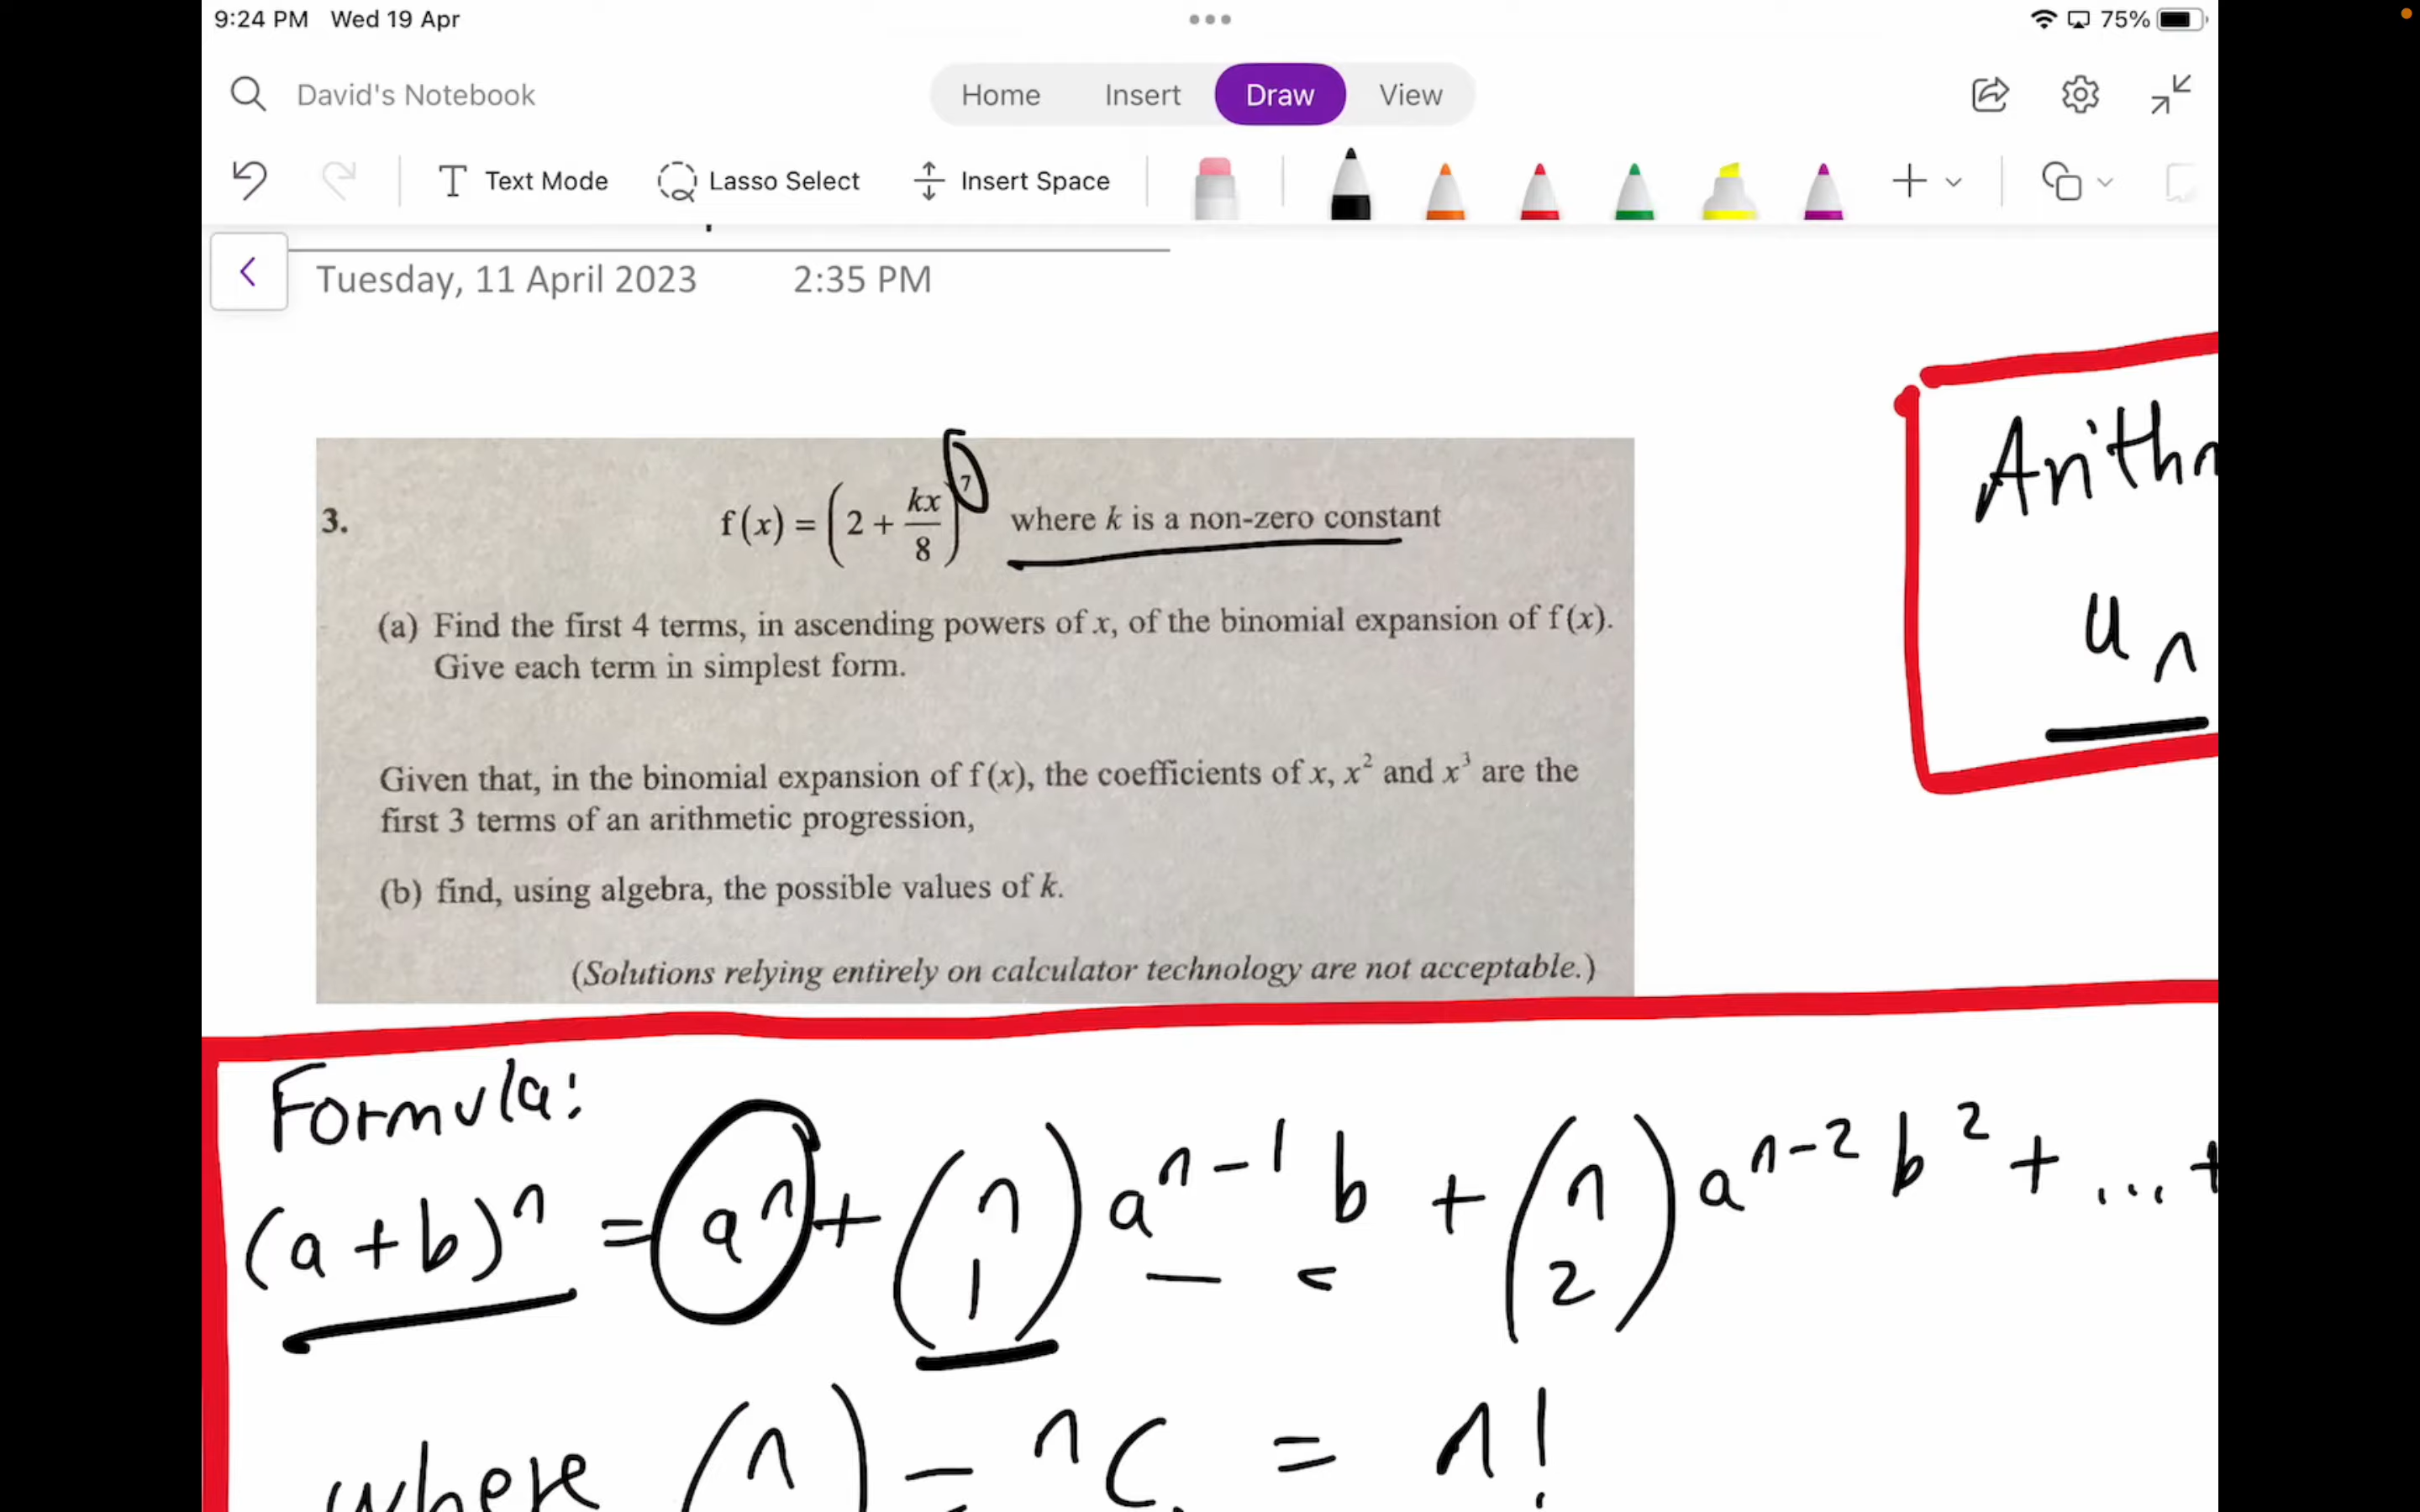 9:24 PM Wed 19 Apr
75%
David's Notebook
Home Insert Draw View
Text Mode Lasso Select Insert Space
Tuesday, 11 April 2023 2:35 PM
3. f(x) = (2 + kx/8)^7 where k is a non-zero constant
(a) Find the first 4 terms, in ascending powers of x, of the binomial expansion of f(x).
Give each term in simplest form.
Given that, in the binomial expansion of f(x), the coefficients of x, x² and x³ are the
first 3 terms of an arithmetic progression,
(b) find, using algebra, the possible values of k.
(Solutions relying entirely on calculator technology are not acceptable.)
Arith
u_n
Formula:
(a+b)^n = a^n + (n 1) a^{n-1} b + (n 2) a^{n-2} b^2 + ... +
where (n = nC = n!